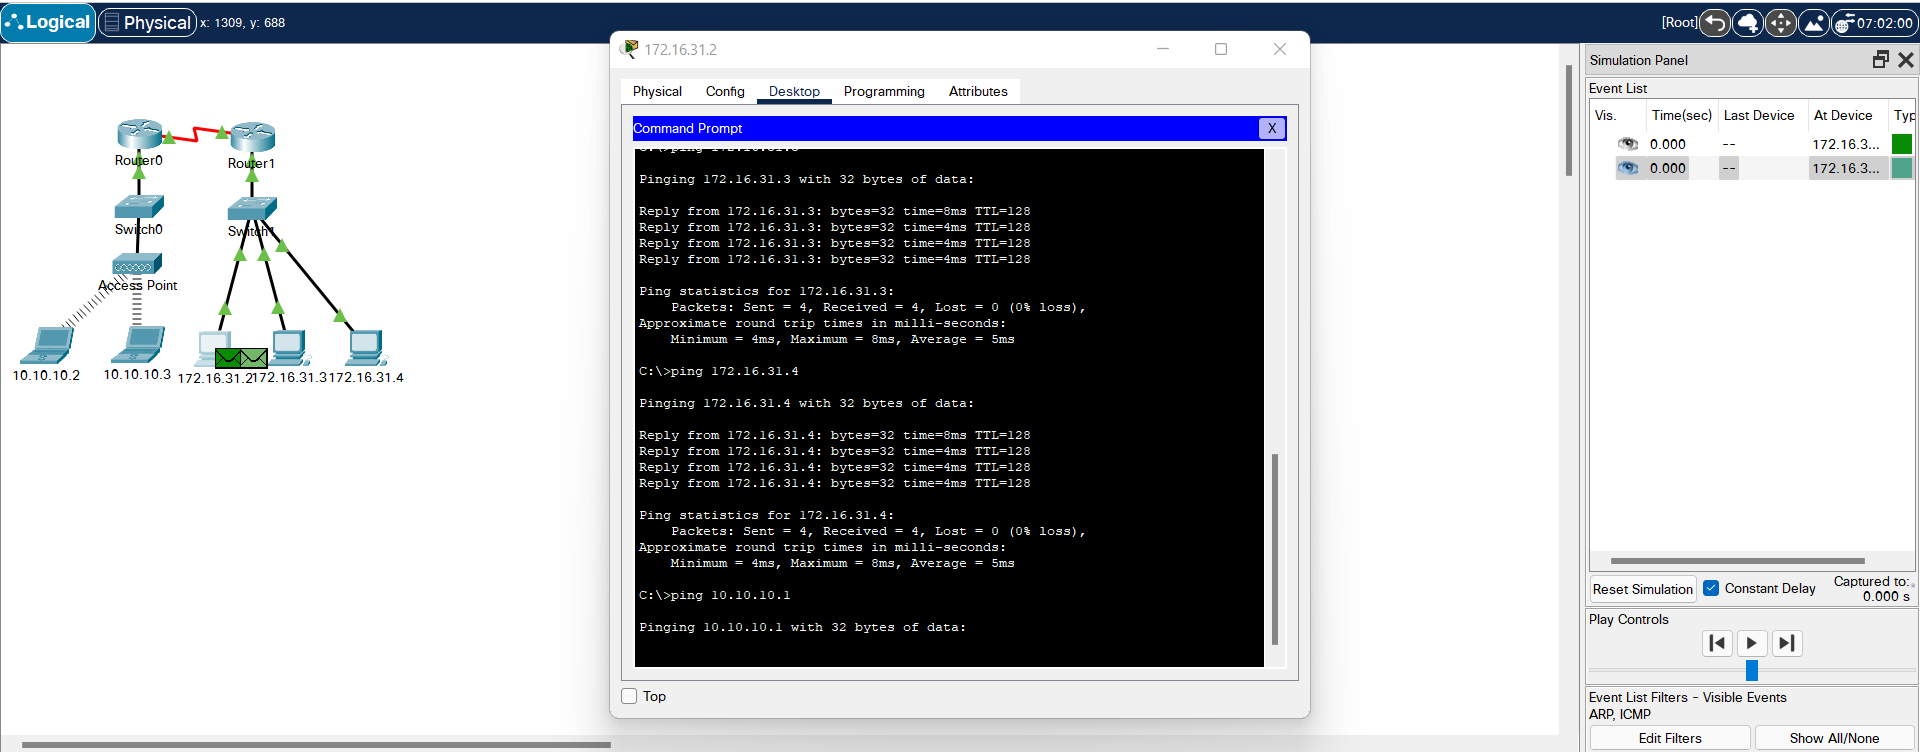 Logical
Physical
x: 1309, y: 688
[Root]
07:02:00
Router0
Router1
Switch0
Switch1
Access Point
10.10.10.2
10.10.10.3
172.16.31.2
172.16.31.3
172.16.31.4
172.16.31.2
Physical Config Desktop Programming Attributes
Command Prompt
X
Pinging 172.16.31.3 with 32 bytes of data:
Reply from 172.16.31.3: bytes=32 time=8ms TTL=128
Reply from 172.16.31.3: bytes=32 time=4ms TTL=128
Reply from 172.16.31.3: bytes=32 time=4ms TTL=128
Reply from 172.16.31.3: bytes=32 time=4ms TTL=128
Ping statistics for 172.16.31.3:
Packets: Sent = 4, Received = 4, Lost = 0 (0% loss),
Approximate round trip times in milli-seconds:
Minimum = 4ms, Maximum = 8ms, Average = 5ms
C:\>ping 172.16.31.4
Pinging 172.16.31.4 with 32 bytes of data:
Reply from 172.16.31.4: bytes=32 time=8ms TTL=128
Reply from 172.16.31.4: bytes=32 time=4ms TTL=128
Reply from 172.16.31.4: bytes=32 time=4ms TTL=128
Reply from 172.16.31.4: bytes=32 time=4ms TTL=128
Ping statistics for 172.16.31.4:
Packets: Sent = 4, Received = 4, Lost = 0 (0% loss),
Approximate round trip times in milli-seconds:
Minimum = 4ms, Maximum = 8ms, Average = 5ms
C:\>ping 10.10.10.1
Pinging 10.10.10.1 with 32 bytes of data:
Top
Simulation Panel
Event List
Vis. Time(sec) Last Device At Device Typ
0.000 -- 172.16.3...
0.000 -- 172.16.3...
Reset Simulation
Constant Delay
Captured to:
0.000 s
Play Controls
Event List Filters - Visible Events
ARP, ICMP
Edit Filters
Show All/None